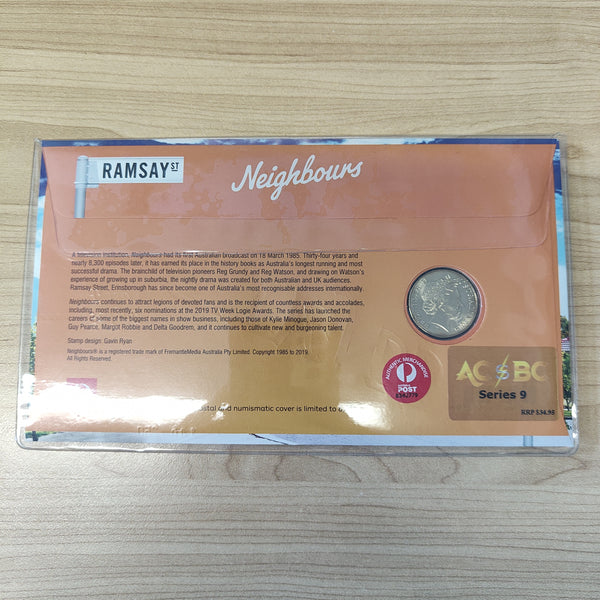 RAMSAY ST
Neighbours
A television institution, Neighbours had its first Australian broadcast on 18 March 1985. Thirty-four years and
nearly 8,300 episodes later, it has earned its place in the history books as Australia's longest running and most
successful drama. The brainchild of television pioneers Reg Grundy and Reg Watson, and drawing on Watson's
experience of growing up in suburbia, the nightly drama was created for both Australian and UK audiences.
Ramsay Street, Erinsborough has since become one of Australia's most recognisable addresses internationally.
Neighbours continues to attract legions of devoted fans and is the recipient of countless awards and accolades,
including, most recently, six nominations at the 2019 TV Week Logie Awards. The series has launched the
careers of some of the biggest names in show business, including those of Kylie Minogue, Jason Donovan,
Guy Pearce, Margot Robbie and Delta Goodrem, and it continues to cultivate new and burgeoning talent.
Stamp design: Gavin Ryan
Neighbours® is a registered trade mark of FremantleMedia Australia Pty Limited. Copyright 1985 to 2019.
All Rights Reserved.
AUTHENTIC MERCHANDISE
POST
AC BC
Series 9
RRP $34.95
and numismatic cover is limited to